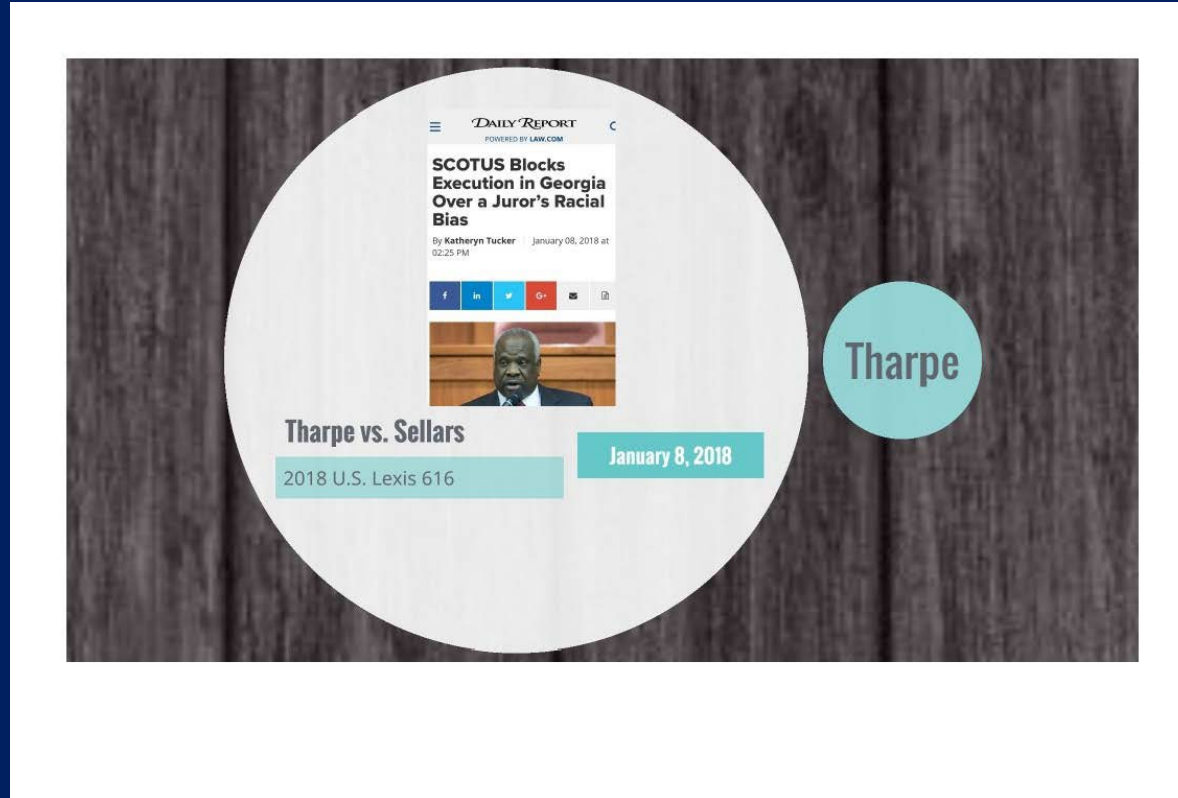 DAILY REPORT
POWERED BY LAW.COM
SCOTUS Blocks
Execution in Georgia
Over a Juror's Racial
Bias
By Katheryn Tucker | January 08, 2018 at
02:25 PM
f in G+
Tharpe vs. Sellars
January 8, 2018
2018 U.S. Lexis 616
Tharpe